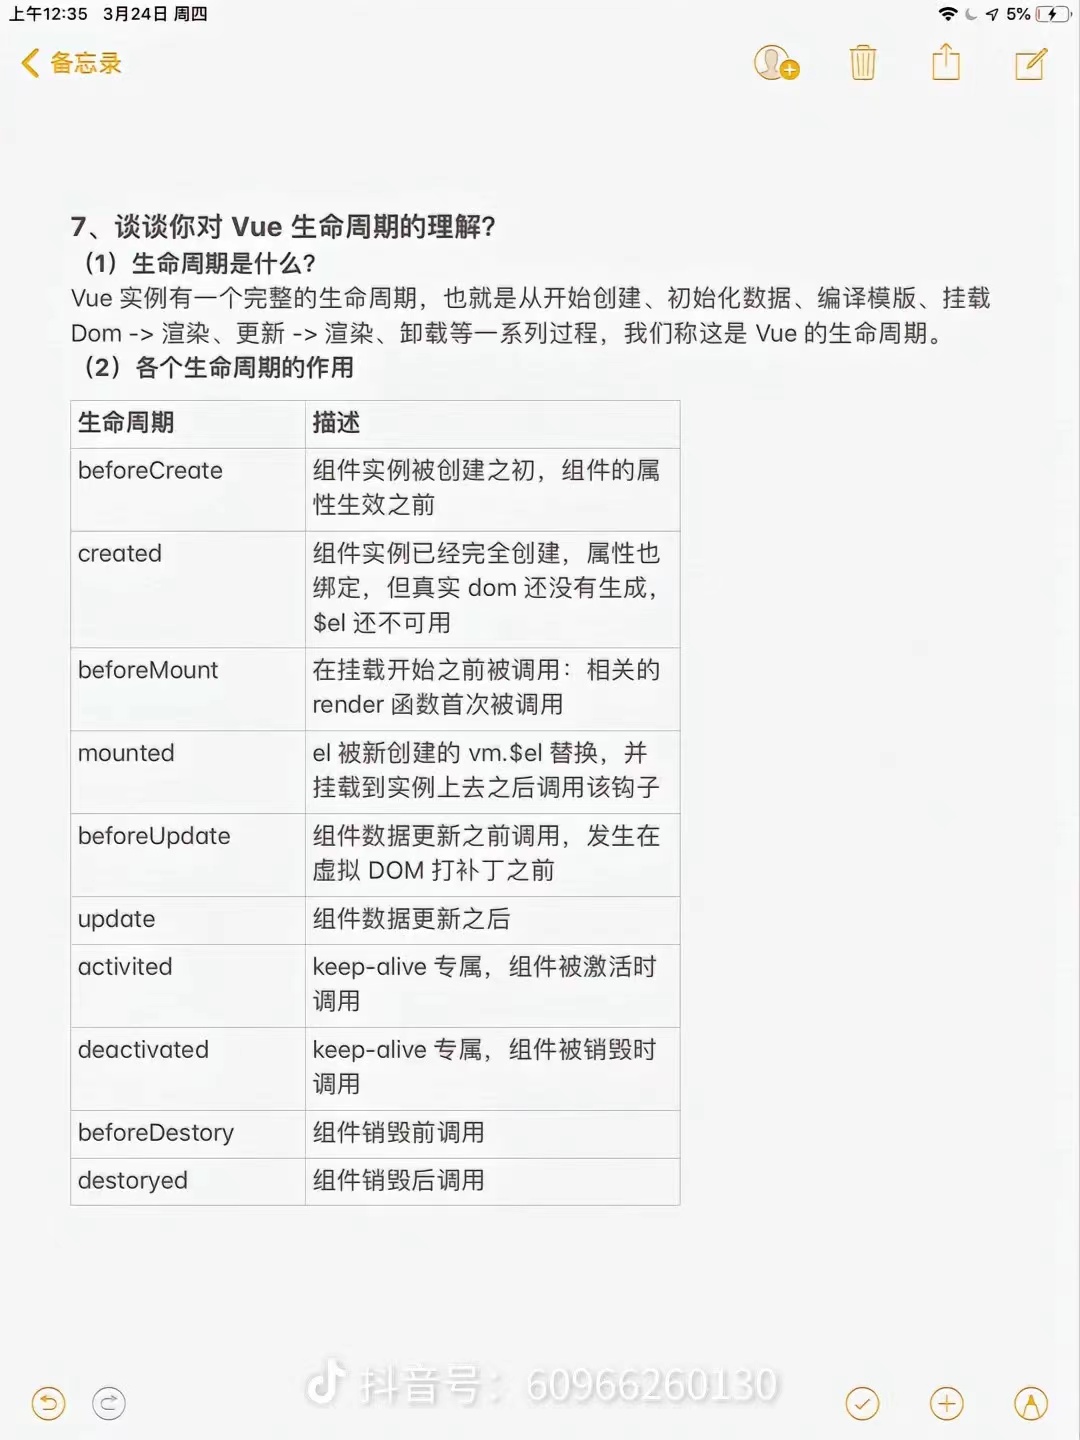 上午12:35 3月24日 周四
5%
备忘录
7、谈谈你对 Vue 生命周期的理解?
（1）生命周期是什么?
Vue 实例有一个完整的生命周期，也就是从开始创建、初始化数据、编译模版、挂载
Dom -> 渲染、更新 -> 渲染、卸载等一系列过程，我们称这是 Vue 的生命周期。
（2）各个生命周期的作用
生命周期 描述
beforeCreate 组件实例被创建之初，组件的属
性生效之前
created 组件实例已经完全创建，属性也
绑定，但真实 dom 还没有生成，
$el 还不可用
beforeMount 在挂载开始之前被调用：相关的
render 函数首次被调用
mounted el 被新创建的 vm.$el 替换，并
挂载到实例上去之后调用该钩子
beforeUpdate 组件数据更新之前调用，发生在
虚拟 DOM 打补丁之前
update 组件数据更新之后
activited keep-alive 专属，组件被激活时
调用
deactivated keep-alive 专属，组件被销毁时
调用
beforeDestory 组件销毁前调用
destoryed 组件销毁后调用
抖音号：60966260130